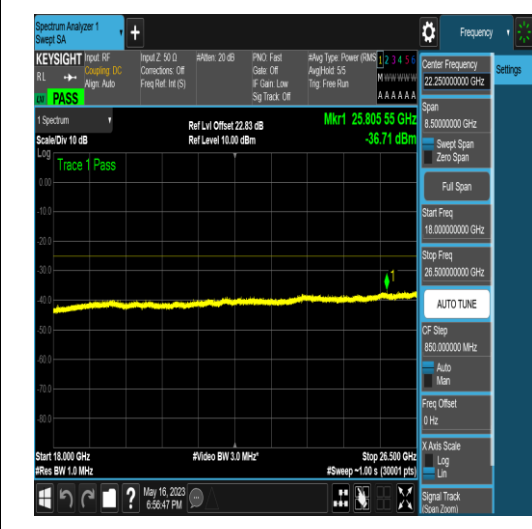 Spectrum Analyzer 1
Swept SA
Frequency
KEYSIGHT
RL
Input: RF
Coupling: DC
Align: Auto
Input Z: 50 Ω
Corrections: Off
Freq Ref: Int (S)
#Atten: 20 dB
PNO: Fast
Gate: Off
IF Gain: Low
Sig Track: Off
#Avg Type: Power (RMS
Avg|Hold: 5/5
Trig: Free Run
1 2 3 4 5 6
M W W W W W
A A A A A A
PASS
1 Spectrum
Scale/Div 10 dB
Ref Lvl Offset 22.83 dB
Ref Level 10.00 dBm
Mkr1 25.805 55 GHz
-36.71 dBm
Log
Trace 1 Pass
0.00
-10.0
-20.0
-30.0
-40.0
-50.0
-60.0
-70.0
-80.0
1
Start 18.000 GHz
#Res BW 1.0 MHz
#Video BW 3.0 MHz*
Stop 26.500 GHz
#Sweep ~1.00 s (30001 pts)
May 16, 2023
6:56:47 PM
Center Frequency
22.250000000 GHz
Settings
Span
8.50000000 GHz
Swept Span
Zero Span
Full Span
Start Freq
18.000000000 GHz
Stop Freq
26.500000000 GHz
AUTO TUNE
CF Step
850.000000 MHz
Auto
Man
Freq Offset
0 Hz
X Axis Scale
Log
Lin
Signal Track
(Span Zoom)